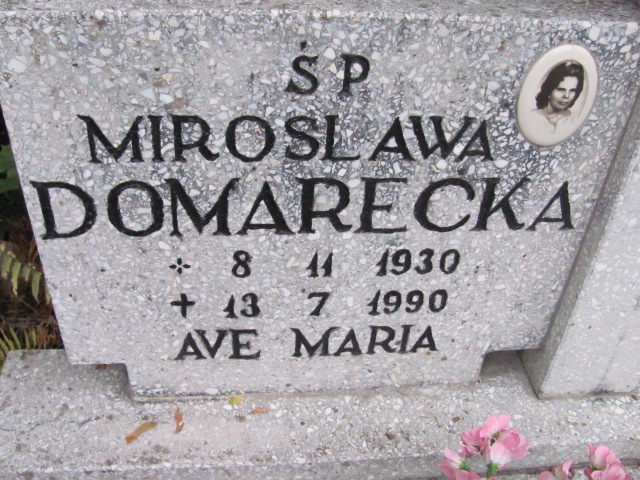 ŚP
MIROSŁAWA
DOMARECKA
* 8 11 1930
+ 13 7 1990
AVE MARIA